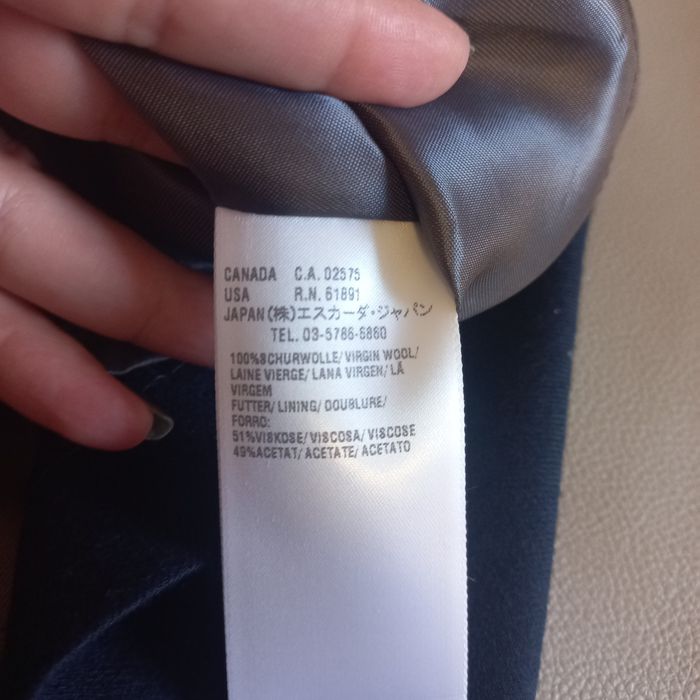 CANADA C.A. 02575
USA R.N. 61891
JAPAN(株)エスカーダ・ジャパン
TEL. 03-5766-6860
100%SCHURWOLLE/VIRGIN WOOL/
LAINE VIERGE/LANA VIRGEN/LÃ
VIRGEM
FUTTER/LINING/DOUBLURE/
FORRO:
51%VISKOSE/VISCOSA/VISCOSE
49%ACETAT/ACETATE/ACETATO